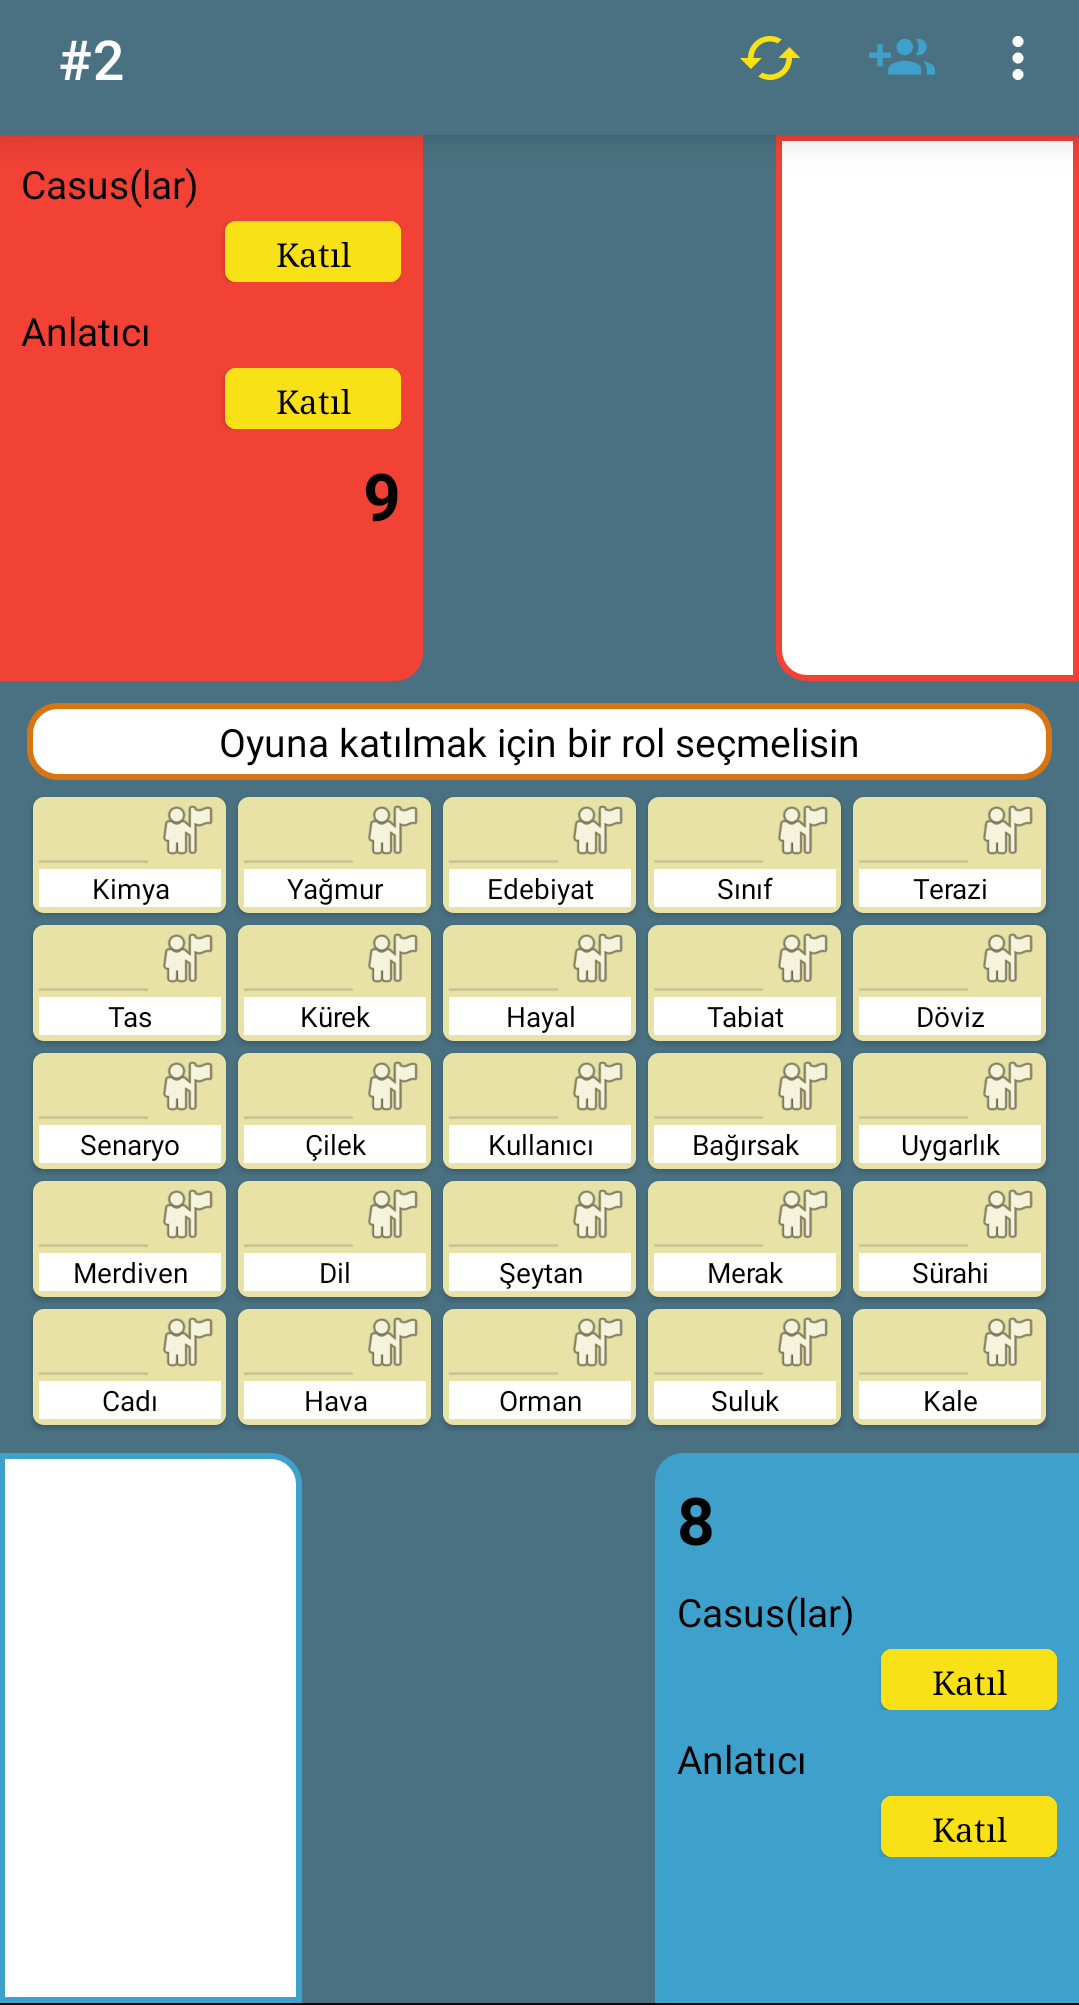 #2
Casus(lar)
Katıl
Anlatıcı
Katıl
9
Oyuna katılmak için bir rol seçmelisin
Kimya Yağmur Edebiyat Sınıf Terazi
Tas Kürek Hayal Tabiat Döviz
Senaryo Çilek Kullanıcı Bağırsak Uygarlık
Merdiven Dil Şeytan Merak Sürahi
Cadı Hava Orman Suluk Kale
8
Casus(lar)
Katıl
Anlatıcı
Katıl